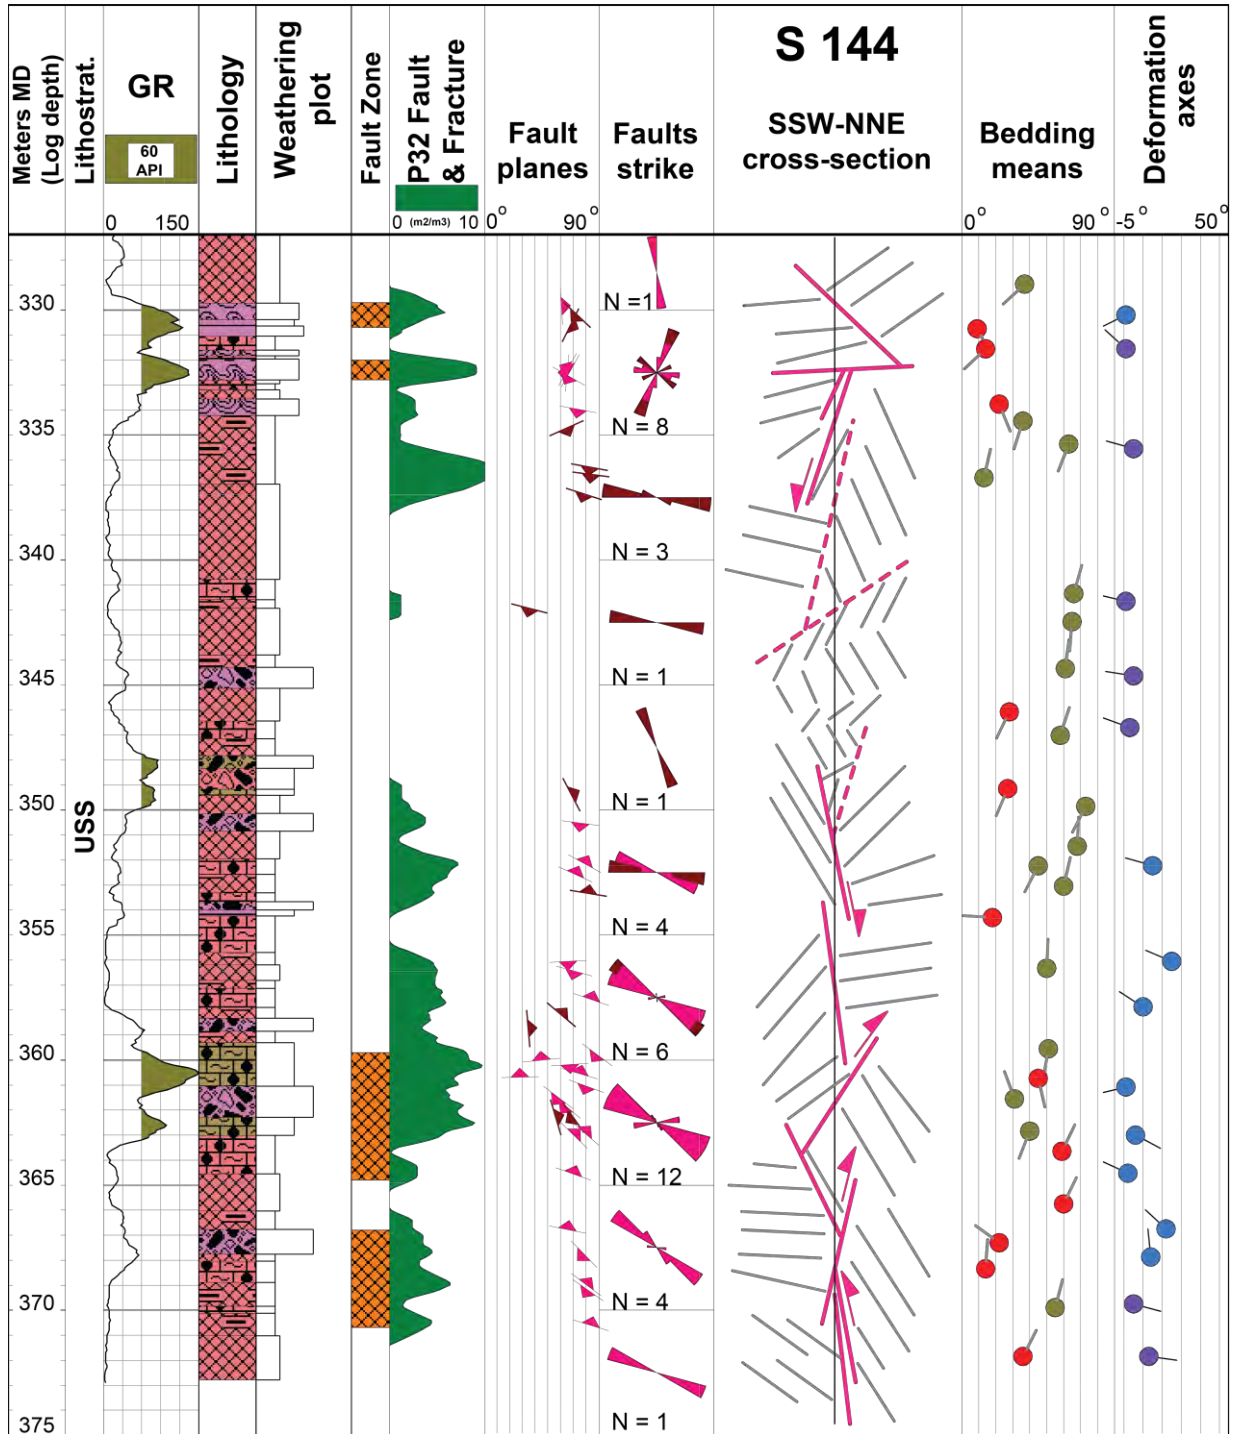 Meters MD
(Log depth)
Lithostrat.
GR
60
API
0 150
Lithology
Weathering
plot
Fault Zone
P32 Fault
& Fracture
0 (m2/m3) 10
Fault
planes
0° 90°
Faults
strike
S 144
SSW-NNE
cross-section
Bedding
means
0° 90°
Deformation
axes
-5° 50°
330
335
340
345
350
355
360
365
370
375
USS
N =1
N = 8
N = 3
N = 1
N = 1
N = 4
N = 6
N = 12
N = 4
N = 1